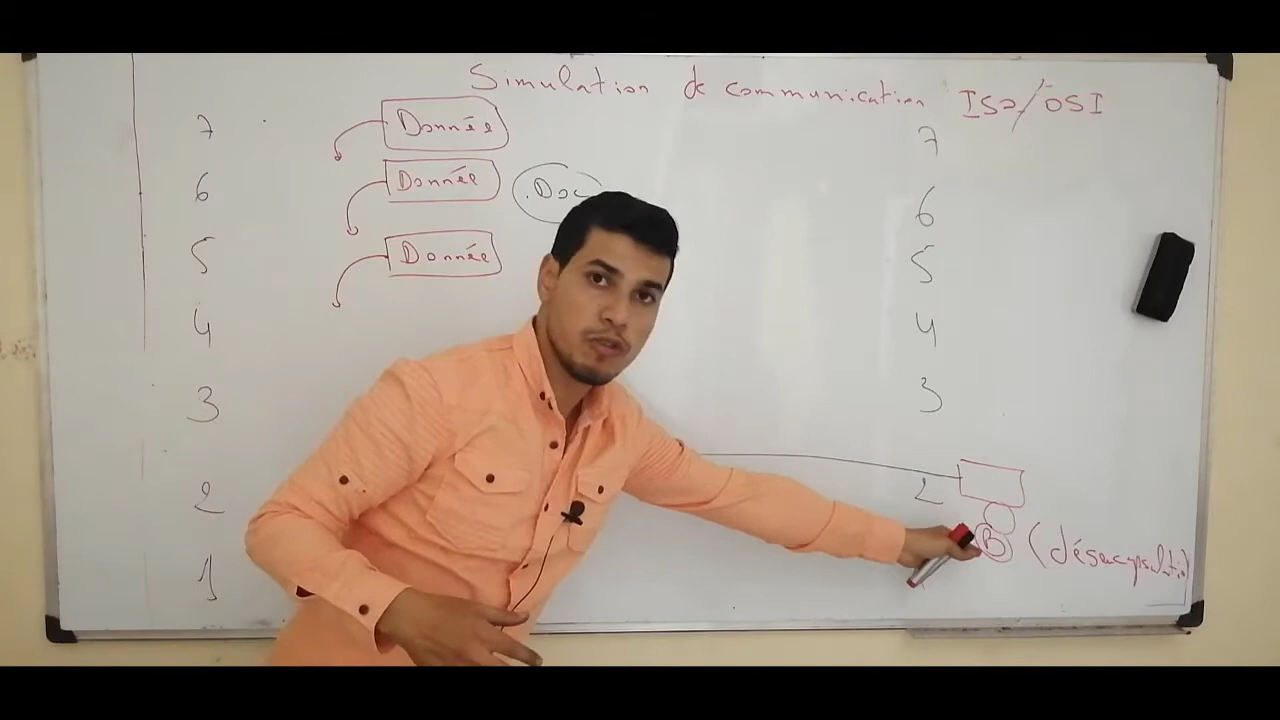 Simulation de communication ISO/OSI
7 Donnée 7
6 Donnée .Doc 6
5 Donnée 5
4 4
3 3
2 2
1
B (désencapsulation